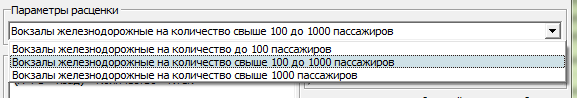 Параметры расценки
Вокзалы железнодорожные на количество свыше 100 до 1000 пассажиров
Вокзалы железнодорожные на количество до 100 пассажиров
Вокзалы железнодорожные на количество свыше 100 до 1000 пассажиров
Вокзалы железнодорожные на количество свыше 1000 пассажиров